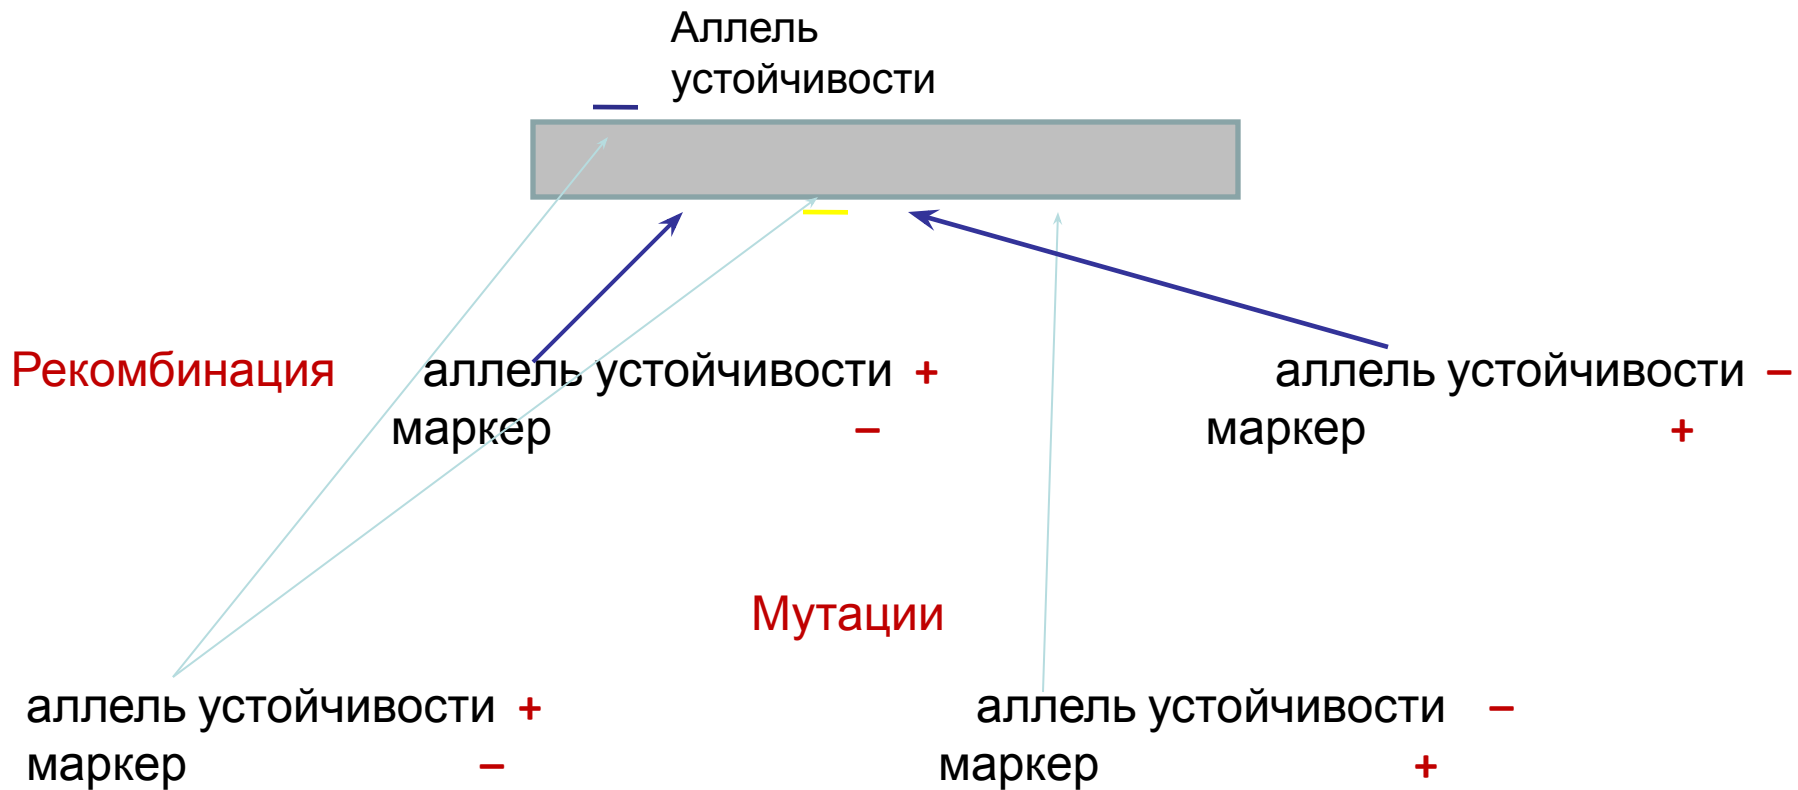 Аллель
устойчивости
Рекомбинация аллель устойчивости + аллель устойчивости –
маркер – маркер +
Мутации
аллель устойчивости + аллель устойчивости –
маркер – маркер +